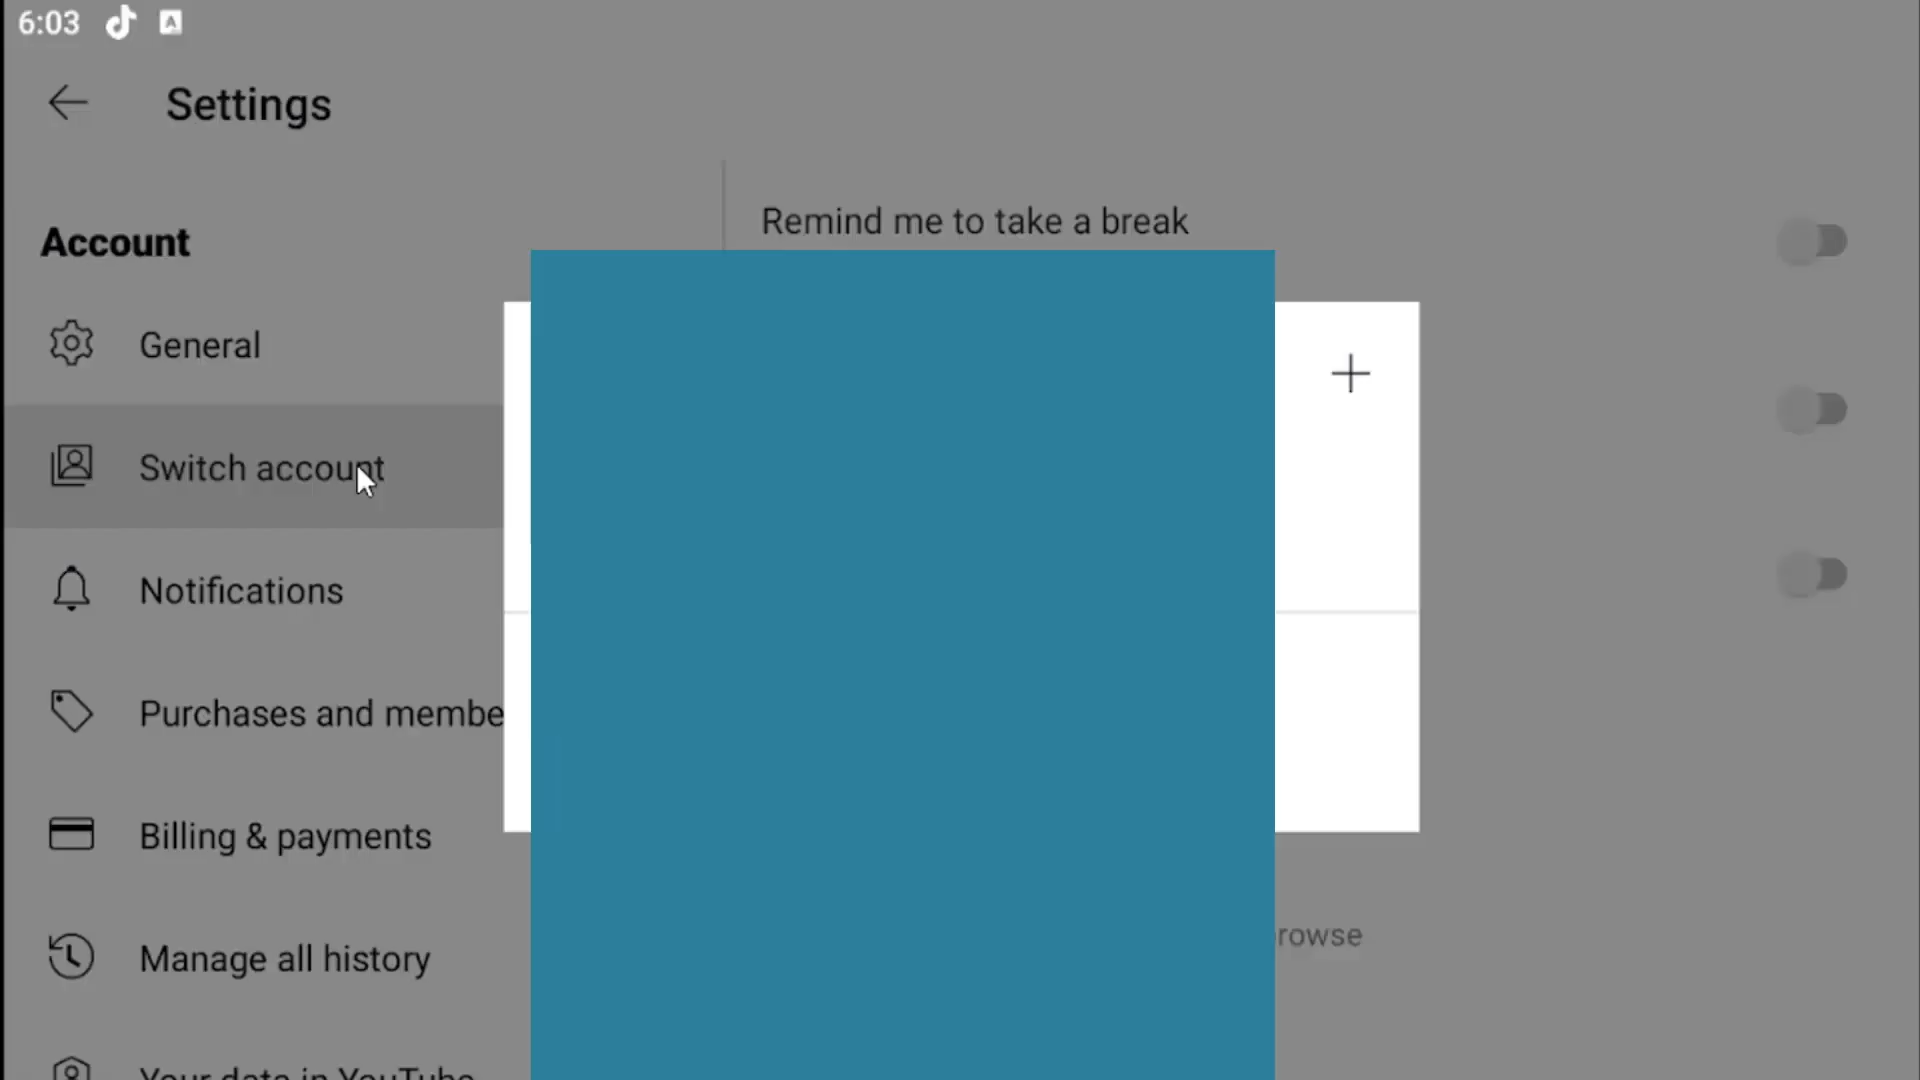 6:03
Settings
Account
Remind me to take a break
General
Switch account
Notifications
Purchases and membe
Billing & payments
rowse
Manage all history
Your data in YouTube